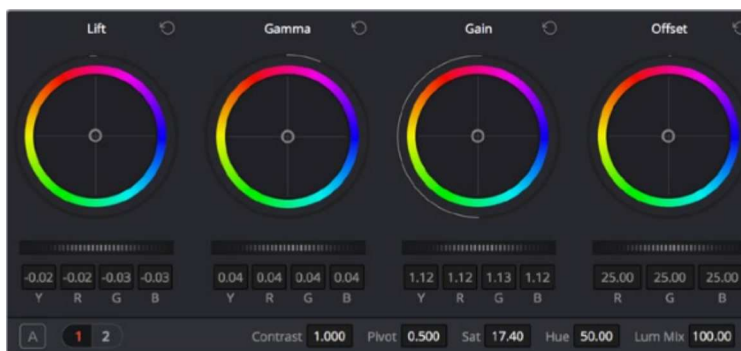 Lift Gamma Gain Offset
-0.02 -0.02 -0.03 -0.03 0.04 0.04 0.04 0.04 1.12 1.12 1.13 1.12 25.00 25.00 25.00
Y R G B Y R G B Y R G B R G B
A 1 2 Contrast 1.000 Pivot 0.500 Sat 17.40 Hue 50.00 Lum Mix 100.00